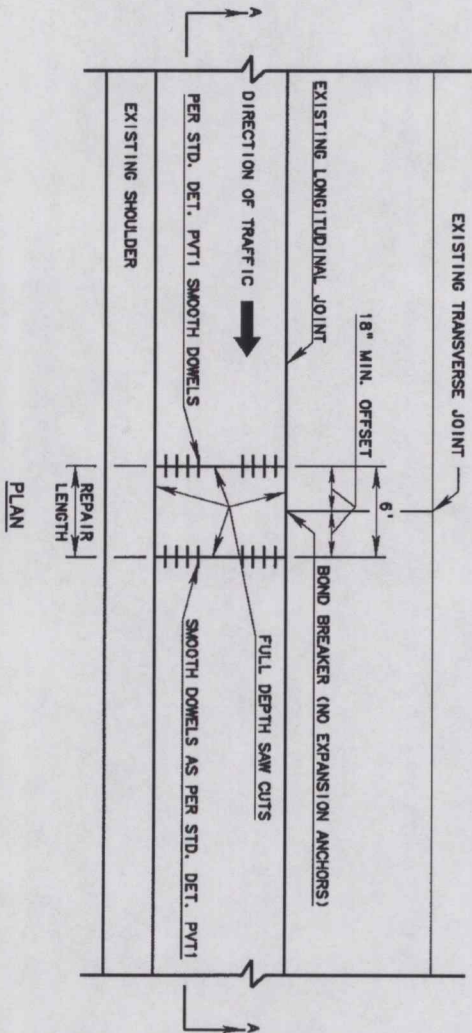 A
A
EXISTING TRANSVERSE JOINT
18" MIN. OFFSET
6'
EXISTING LONGITUDINAL JOINT
BOND BREAKER (NO EXPANSION ANCHORS)
DIRECTION OF TRAFFIC
FULL DEPTH SAW CUTS
PER STD. DET. PVT1 SMOOTH DOWELS
SMOOTH DOWELS AS PER STD. DET. PVT1
EXISTING SHOULDER
REPAIR
LENGTH
PLAN